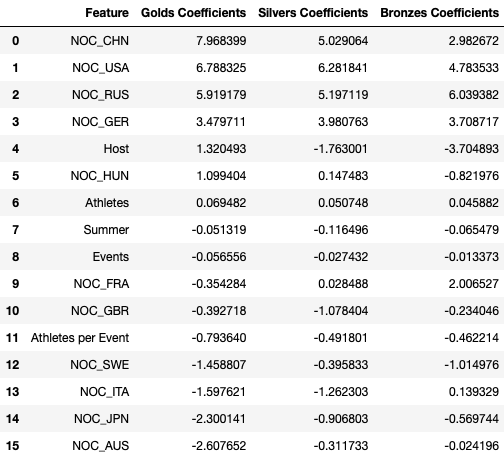 Feature Golds Coefficients Silvers Coefficients Bronzes Coefficients
0 NOC_CHN 7.968399 5.029064 2.982672
1 NOC_USA 6.788325 6.281841 4.783533
2 NOC_RUS 5.919179 5.197119 6.039382
3 NOC_GER 3.479711 3.980763 3.708717
4 Host 1.320493 -1.763001 -3.704893
5 NOC_HUN 1.099404 0.147483 -0.821976
6 Athletes 0.069482 0.050748 0.045882
7 Summer -0.051319 -0.116496 -0.065479
8 Events -0.056556 -0.027432 -0.013373
9 NOC_FRA -0.354284 0.028488 2.006527
10 NOC_GBR -0.392718 -1.078404 -0.234046
11 Athletes per Event -0.793640 -0.491801 -0.462214
12 NOC_SWE -1.458807 -0.395833 -1.014976
13 NOC_ITA -1.597621 -1.262303 0.139329
14 NOC_JPN -2.300141 -0.906803 -0.569744
15 NOC_AUS -2.607652 -0.311733 -0.024196